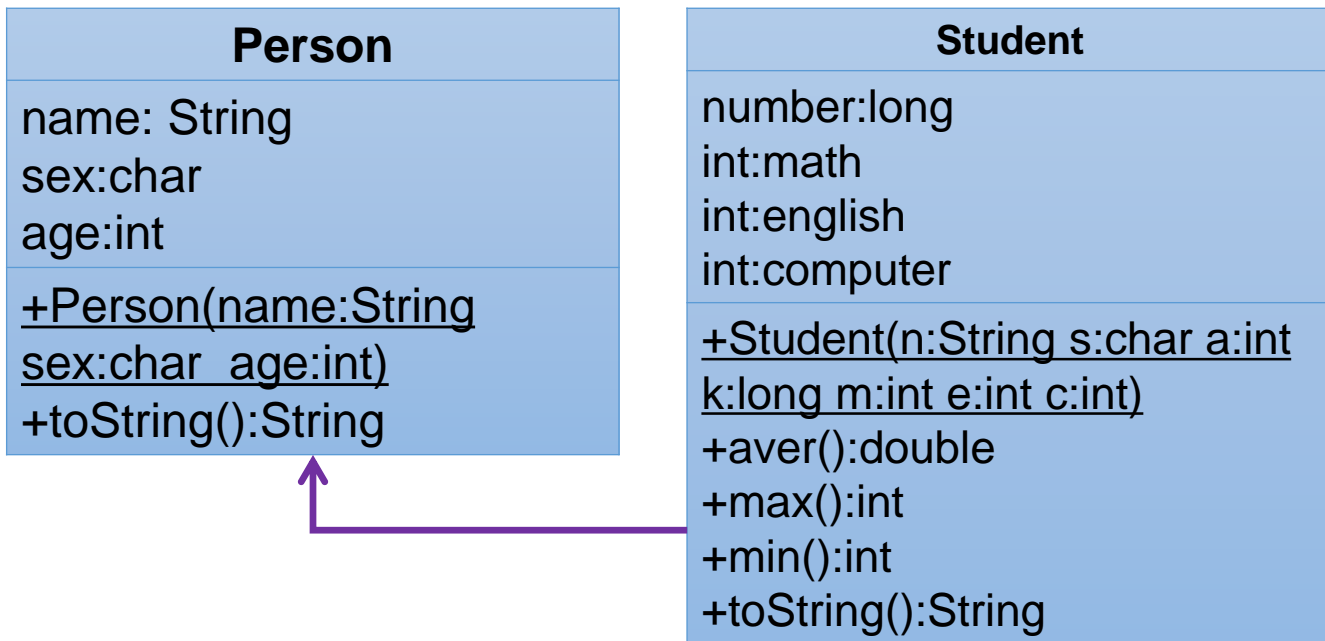 Person
name: String
sex:char
age:int
+Person(name:String
sex:char age:int)
+toString():String
Student
number:long
int:math
int:english
int:computer
+Student(n:String s:char a:int
k:long m:int e:int c:int)
+aver():double
+max():int
+min():int
+toString():String